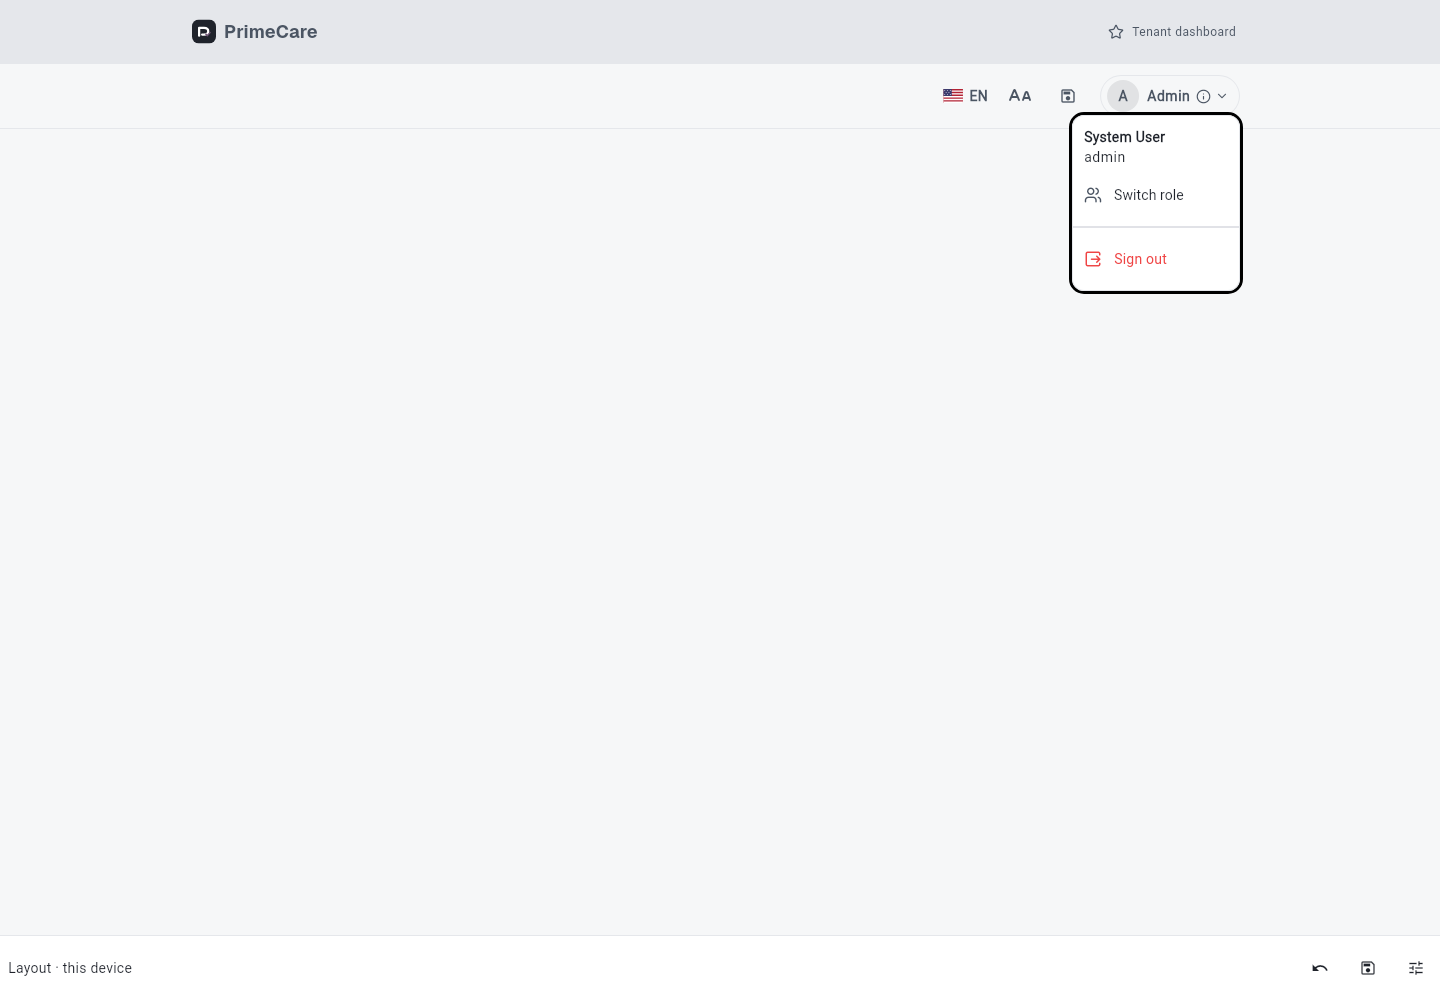 PrimeCare
Tenant dashboard
EN
Aa
A
Admin
System User
admin
Switch role
Sign out
Layout · this device